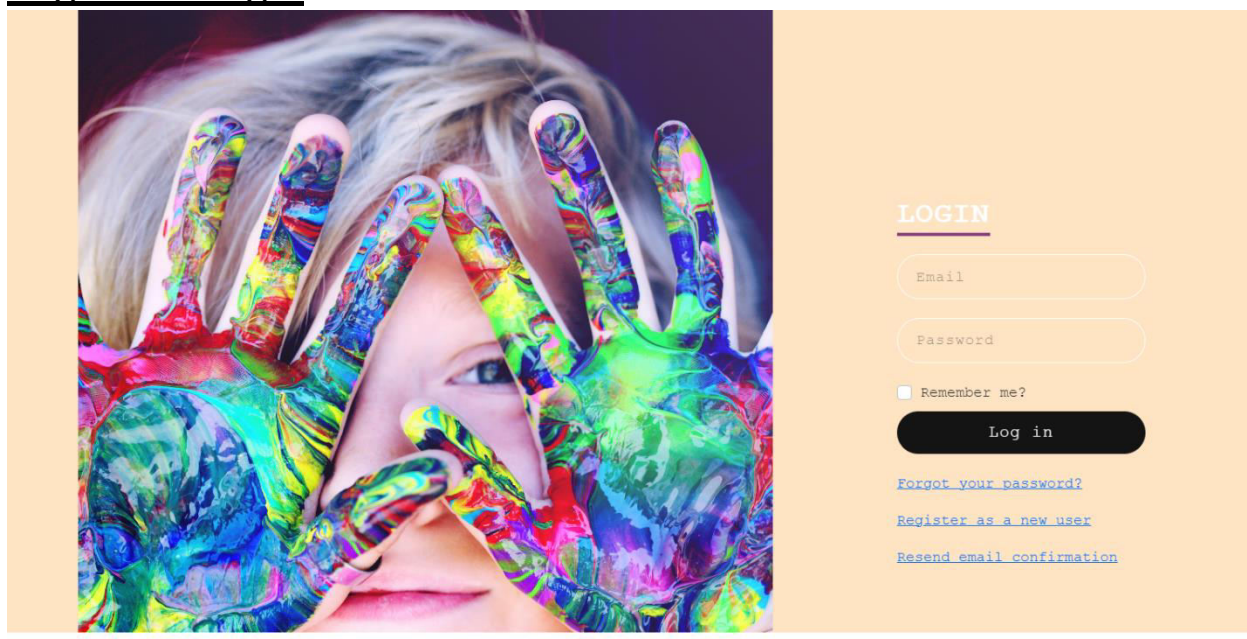 LOGIN
Email
Password
Remember me?
Log in
Forgot your password?
Register as a new user
Resend email confirmation